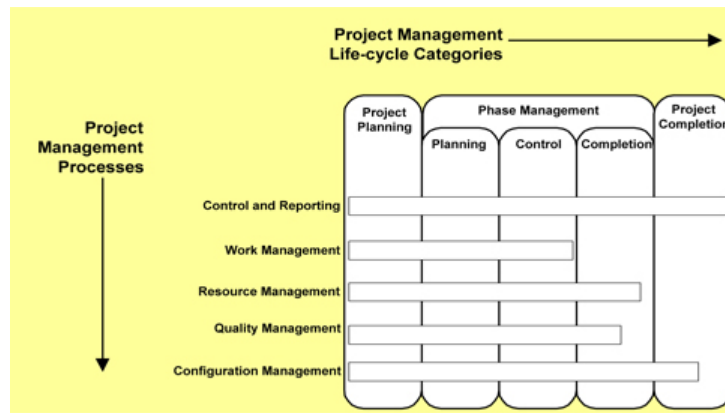 Project Management
Life-cycle Categories
Project
Management
Processes
Project
Planning
Phase Management
Project
Completion
Planning
Control
Completion
Control and Reporting
Work Management
Resource Management
Quality Management
Configuration Management